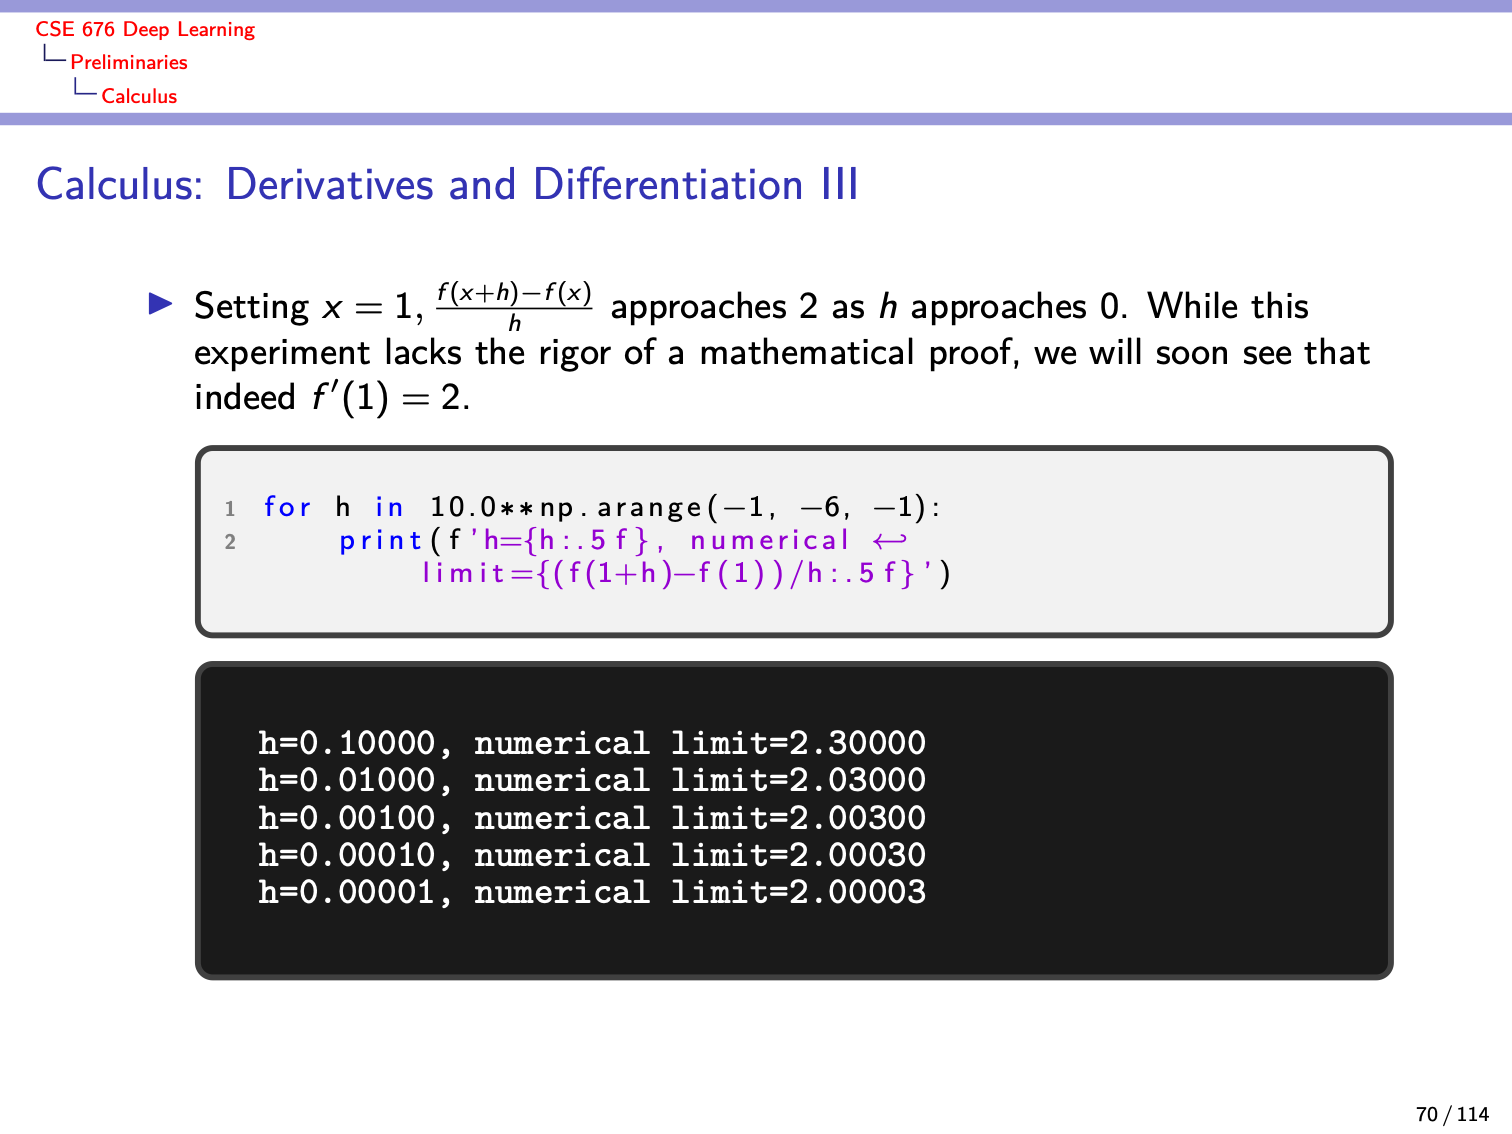 CSE 676 Deep Learning
Preliminaries
Calculus
Calculus: Derivatives and Differentiation III
▶ Setting x = 1, \frac{f(x+h)−f(x)}{h} approaches 2 as h approaches 0. While this
experiment lacks the rigor of a mathematical proof, we will soon see that
indeed f′(1) = 2.
1 for h in 10.0**np.arange(−1, −6, −1):
2 print(f'h={h:.5f}, numerical ↩
limit={(f(1+h)−f(1))/h:.5f}')
h=0.10000, numerical limit=2.30000
h=0.01000, numerical limit=2.03000
h=0.00100, numerical limit=2.00300
h=0.00010, numerical limit=2.00030
h=0.00001, numerical limit=2.00003
70 / 114